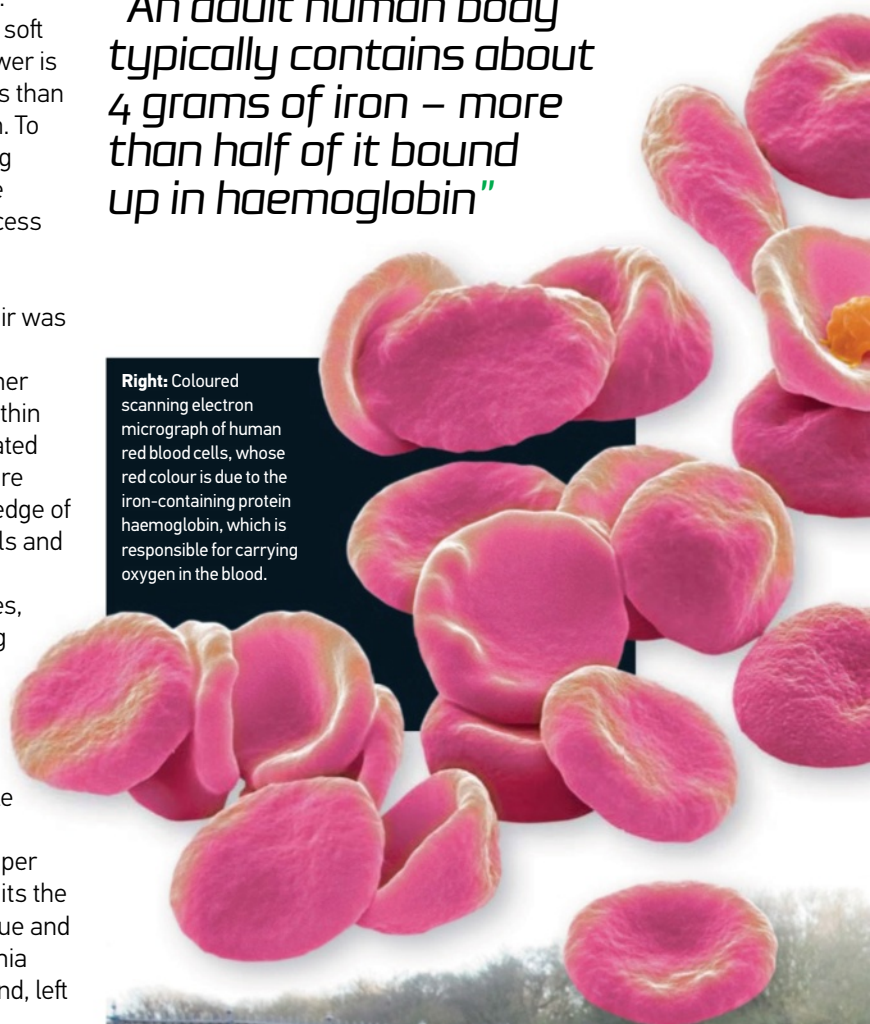 soft
wer is
s than
. To
g
e
cess
ir was
ner
thin
ated
re
edge of
ls and
es,
g
e
per
its the
ue and
nia
nd, left
An adult human body
typically contains about
4 grams of iron – more
than half of it bound
up in haemoglobin”
Right: Coloured
scanning electron
micrograph of human
red blood cells, whose
red colour is due to the
iron-containing protein
haemoglobin, which is
responsible for carrying
oxygen in the blood.